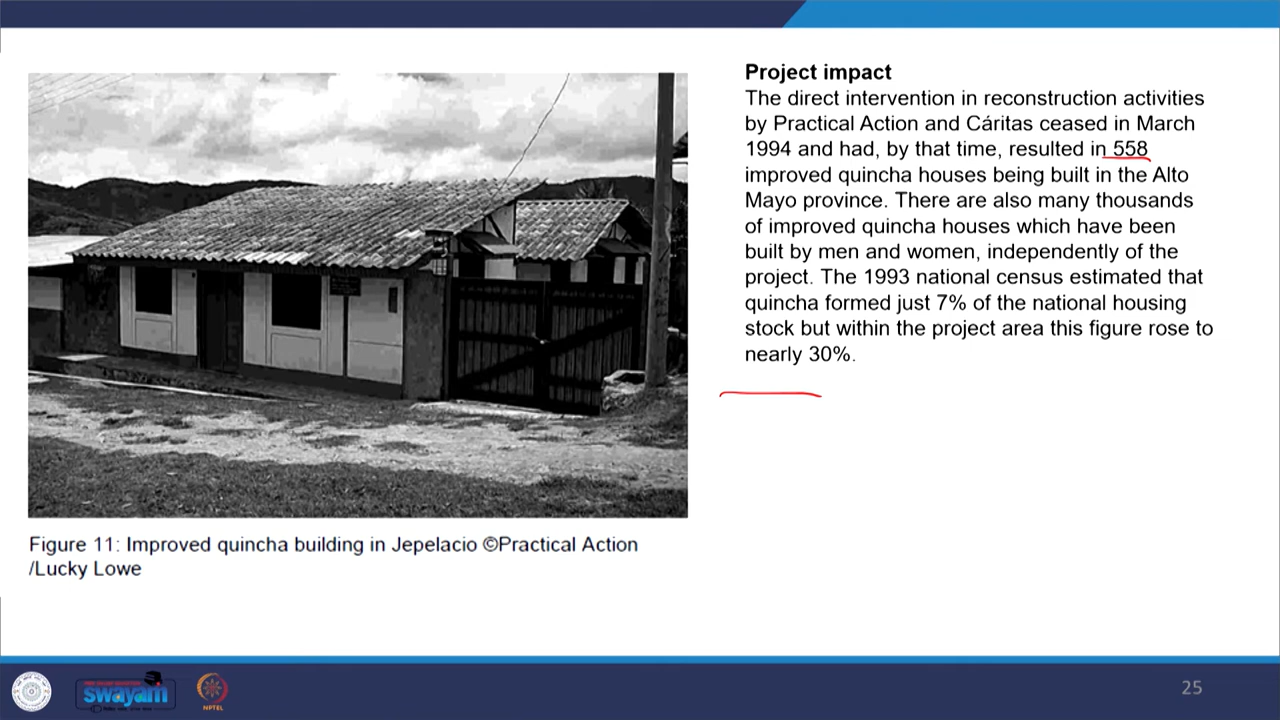 Project impact
The direct intervention in reconstruction activities
by Practical Action and Cáritas ceased in March
1994 and had, by that time, resulted in 558
improved quincha houses being built in the Alto
Mayo province. There are also many thousands
of improved quincha houses which have been
built by men and women, independently of the
project. The 1993 national census estimated that
quincha formed just 7% of the national housing
stock but within the project area this figure rose to
nearly 30%.
Figure 11: Improved quincha building in Jepelacio ©Practical Action
/Lucky Lowe
swayam
NPTEL
25